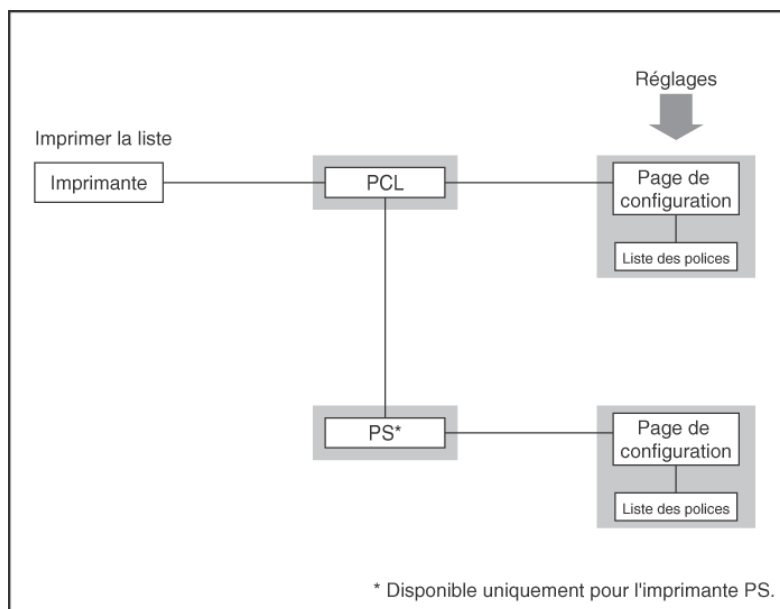 Réglages
Imprimer la liste
Imprimante
PCL
Page de
configuration
Liste des polices
PS*
Page de
configuration
Liste des polices
* Disponible uniquement pour l'imprimante PS.